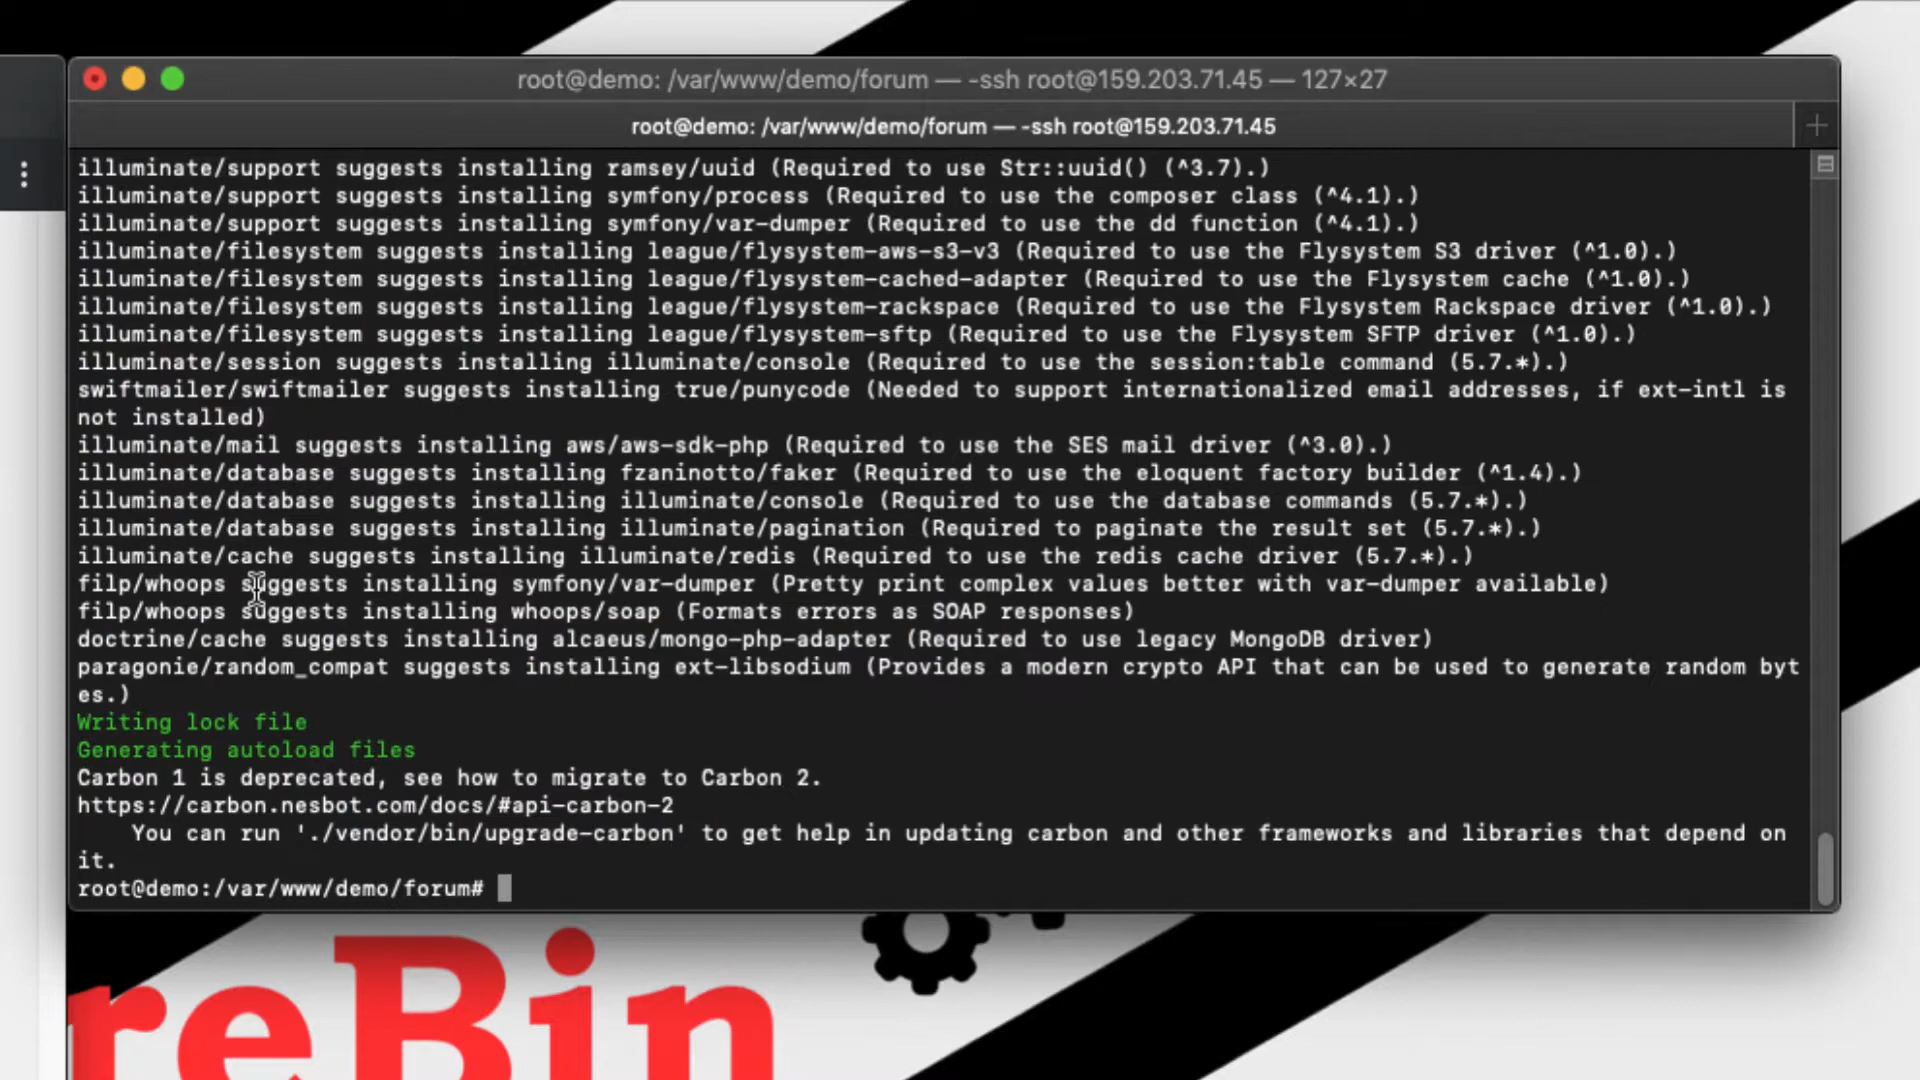 root@demo: /var/www/demo/forum — -ssh root@159.203.71.45 — 127×27
root@demo: /var/www/demo/forum — -ssh root@159.203.71.45
illuminate/support suggests installing ramsey/uuid (Required to use Str::uuid() (^3.7).)
illuminate/support suggests installing symfony/process (Required to use the composer class (^4.1).)
illuminate/support suggests installing symfony/var-dumper (Required to use the dd function (^4.1).)
illuminate/filesystem suggests installing league/flysystem-aws-s3-v3 (Required to use the Flysystem S3 driver (^1.0).)
illuminate/filesystem suggests installing league/flysystem-cached-adapter (Required to use the Flysystem cache (^1.0).)
illuminate/filesystem suggests installing league/flysystem-rackspace (Required to use the Flysystem Rackspace driver (^1.0).)
illuminate/filesystem suggests installing league/flysystem-sftp (Required to use the Flysystem SFTP driver (^1.0).)
illuminate/session suggests installing illuminate/console (Required to use the session:table command (5.7.*).)
swiftmailer/swiftmailer suggests installing true/punycode (Needed to support internationalized email addresses, if ext-intl is
not installed)
illuminate/mail suggests installing aws/aws-sdk-php (Required to use the SES mail driver (^3.0).)
illuminate/database suggests installing fzaninotto/faker (Required to use the eloquent factory builder (^1.4).)
illuminate/database suggests installing illuminate/console (Required to use the database commands (5.7.*).)
illuminate/database suggests installing illuminate/pagination (Required to paginate the result set (5.7.*).)
illuminate/cache suggests installing illuminate/redis (Required to use the redis cache driver (5.7.*).)
filp/whoops suggests installing symfony/var-dumper (Pretty print complex values better with var-dumper available)
filp/whoops suggests installing whoops/soap (Formats errors as SOAP responses)
doctrine/cache suggests installing alcaeus/mongo-php-adapter (Required to use legacy MongoDB driver)
paragonie/random_compat suggests installing ext-libsodium (Provides a modern crypto API that can be used to generate random byt
es.)
Writing lock file
Generating autoload files
Carbon 1 is deprecated, see how to migrate to Carbon 2.
https://carbon.nesbot.com/docs/#api-carbon-2
You can run './vendor/bin/upgrade-carbon' to get help in updating carbon and other frameworks and libraries that depend on
it.
root@demo:/var/www/demo/forum#
reBin